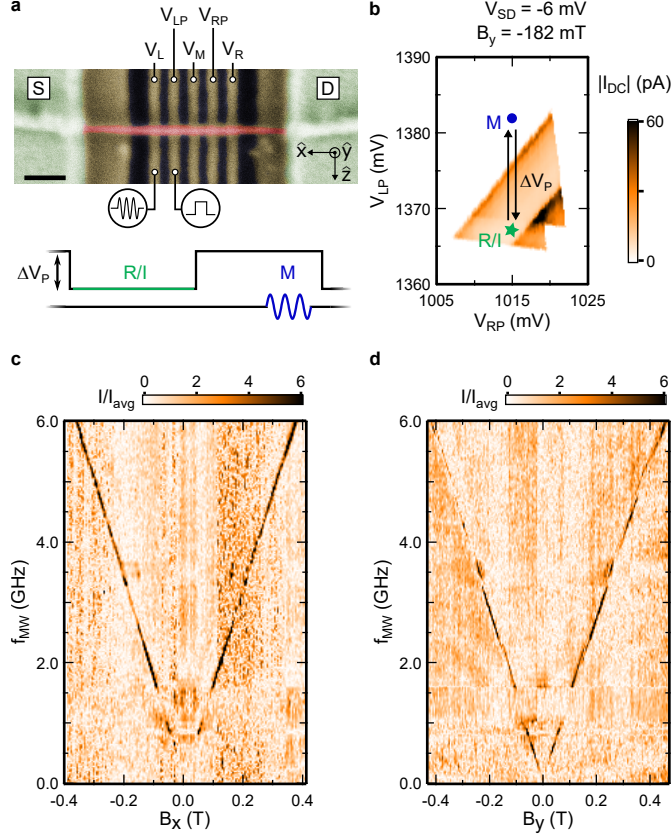 a
V_LP V_RP
V_L V_M V_R
S D
x̂ ŷ
ẑ
ΔV_P R/I M
b
V_SD = -6 mV
B_y = -182 mT
|I_DC| (pA)
60
0
1390
1380
1370
1360
V_LP (mV)
M
ΔV_P
R/I
1005 1015 1025
V_RP (mV)
c
I/I_avg 0 2 4 6
6.0
4.0
2.0
0.0
f_MW (GHz)
-0.4 -0.2 0.0 0.2 0.4
B_x (T)
d
I/I_avg 0 2 4 6
6.0
4.0
2.0
0.0
f_MW (GHz)
-0.4 -0.2 0.0 0.2 0.4
B_y (T)